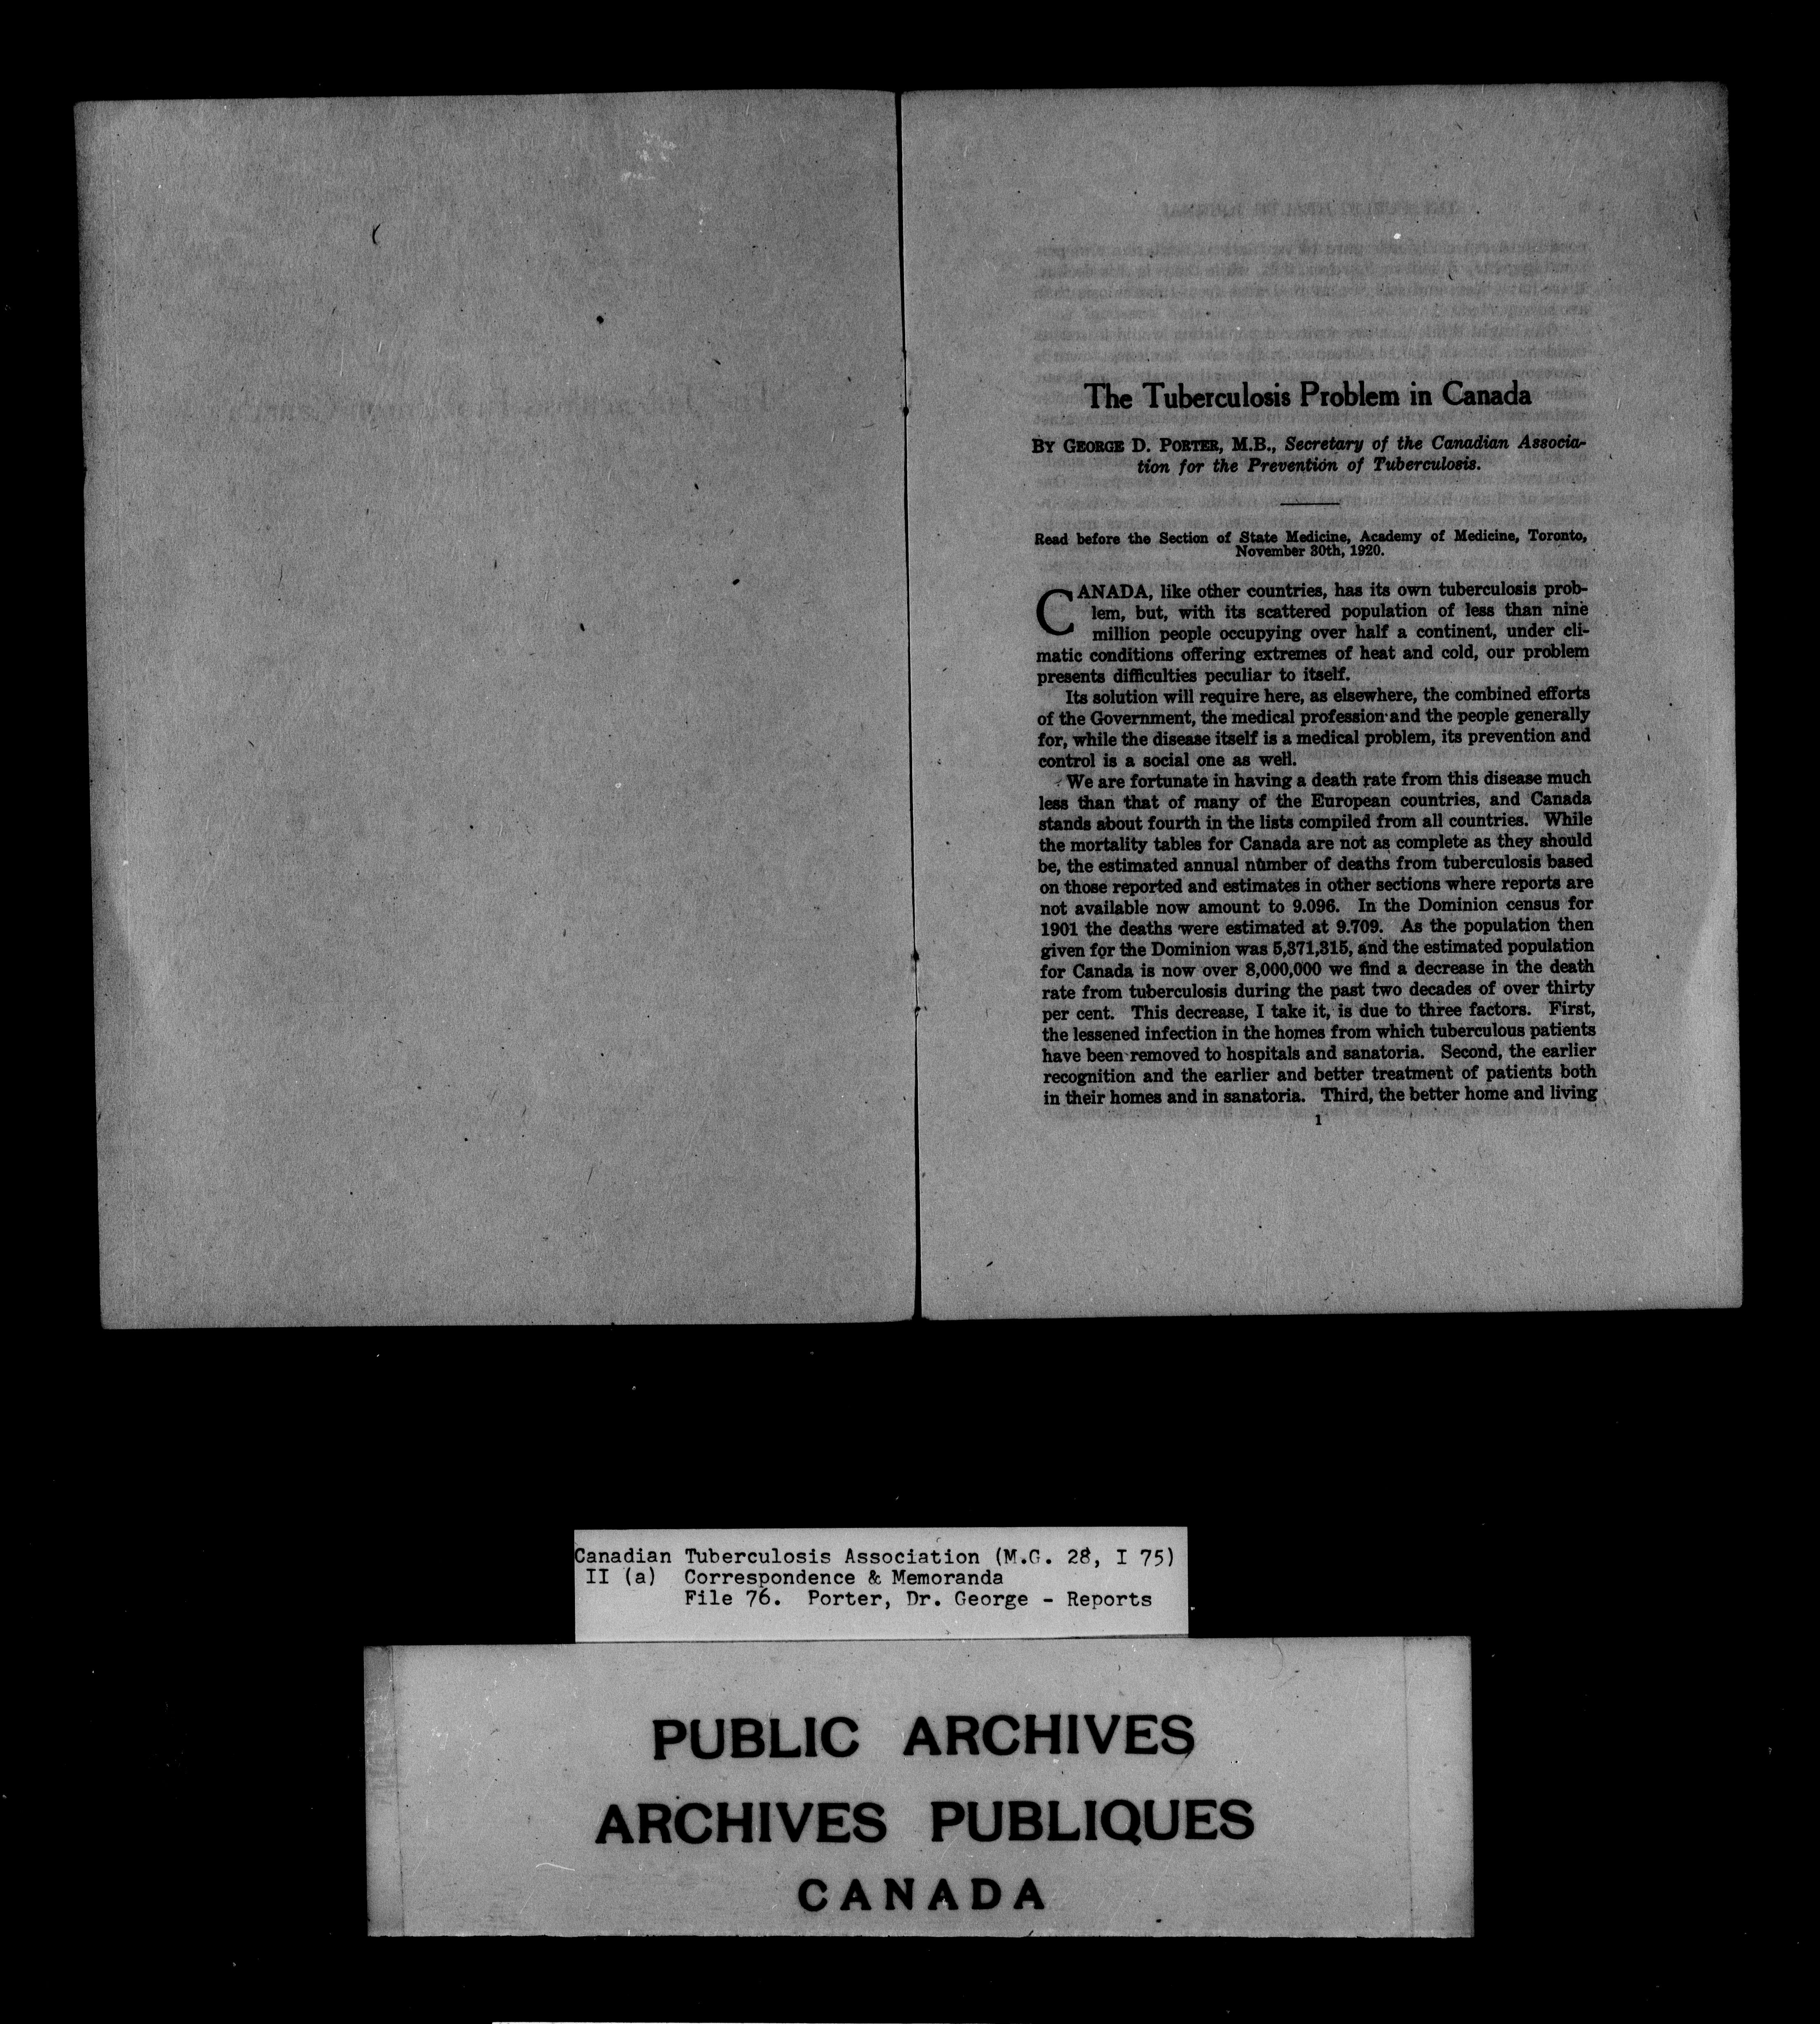 The Tuberculosis Problem in Canada
BY GEORGE D. PORTER, M.B., Secretary of the Canadian Associa-
tion for the Prevention of Tuberculosis.
Read before the Section of State Medicine, Academy of Medicine, Toronto,
November 30th, 1920.
CANADA, like other countries, has its own tuberculosis prob-
lem, but, with its scattered population of less than nine
million people occupying over half a continent, under cli-
matic conditions offering extremes of heat and cold, our problem
presents difficulties peculiar to itself.
Its solution will require here, as elsewhere, the combined efforts
of the Government, the medical profession and the people generally
for, while the disease itself is a medical problem, its prevention and
control is a social one as well.
We are fortunate in having a death rate from this disease much
less than that of many of the European countries, and Canada
stands about fourth in the lists compiled from all countries. While
the mortality tables for Canada are not as complete as they should
be, the estimated annual number of deaths from tuberculosis based
on those reported and estimates in other sections where reports are
not available now amount to 9.096. In the Dominion census for
1901 the deaths were estimated at 9.709. As the population then
given for the Dominion was 5,371,315, and the estimated population
for Canada is now over 8,000,000 we find a decrease in the death
rate from tuberculosis during the past two decades of over thirty
per cent. This decrease, I take it, is due to three factors. First,
the lessened infection in the homes from which tuberculous patients
have been removed to hospitals and sanatoria. Second, the earlier
recognition and the earlier and better treatment of patients both
in their homes and in sanatoria. Third, the better home and living
1
Canadian Tuberculosis Association (M.G. 28, I 75)
II (a) Correspondence & Memoranda
File 76. Porter, Dr. George - Reports
PUBLIC ARCHIVES
ARCHIVES PUBLIQUES
CANADA